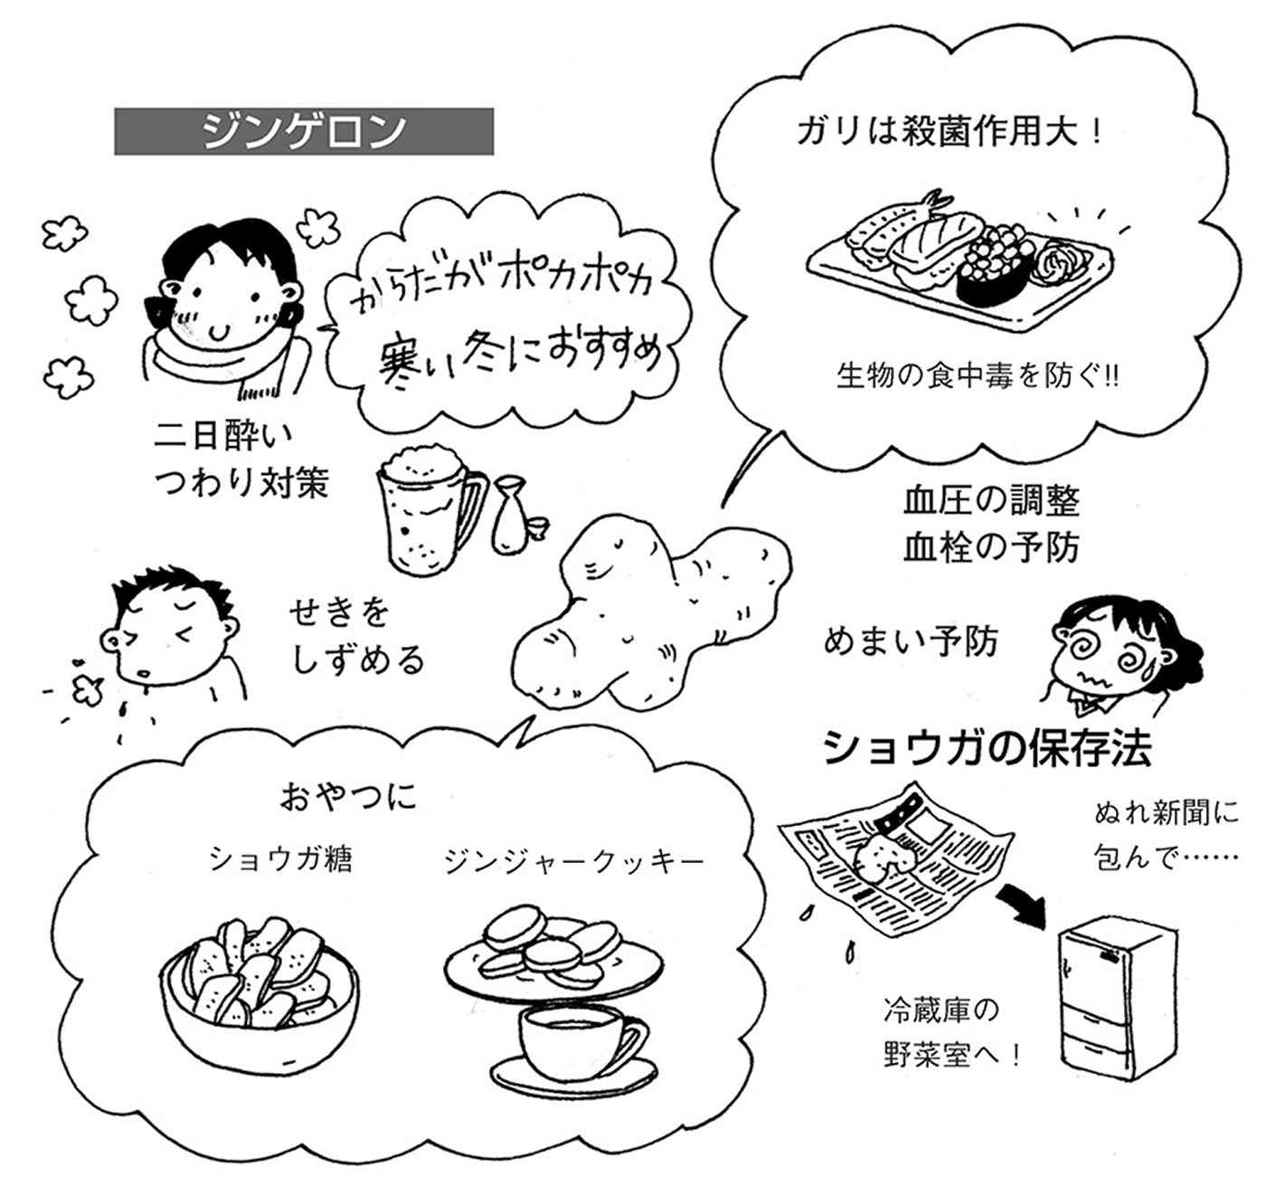 ジンゲロン
からだがポカポカ
寒い冬におすすめ
二日酔い
つわり対策
せきを
しずめる
ガリは殺菌作用大！
生物の食中毒を防ぐ!!
血圧の調整
血栓の予防
めまい予防
ショウガの保存法
ぬれ新聞に
包んで……
冷蔵庫の
野菜室へ！
おやつに
ショウガ糖
ジンジャークッキー